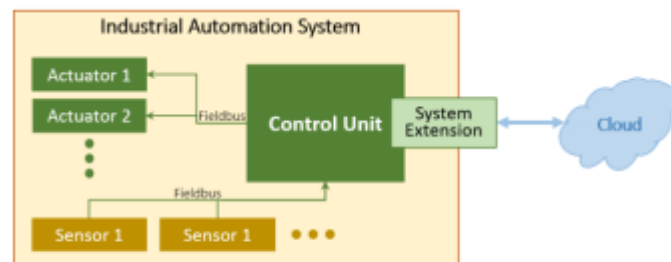 Industrial Automation System
Actuator 1
Actuator 2
Fieldbus
Control Unit
System
Extension
Cloud
Fieldbus
Sensor 1
Sensor 1